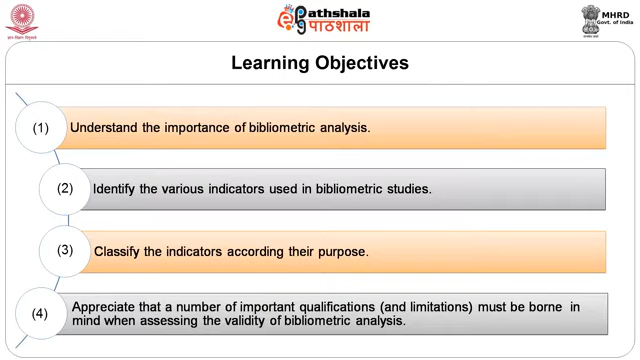 Pathshala
पाठशाला
MHRD
Govt. of India
Learning Objectives
(1)
Understand the importance of bibliometric analysis.
(2)
Identify the various indicators used in bibliometric studies.
(3)
Classify the indicators according their purpose.
(4)
Appreciate that a number of important qualifications (and limitations) must be borne in
mind when assessing the validity of bibliometric analysis.